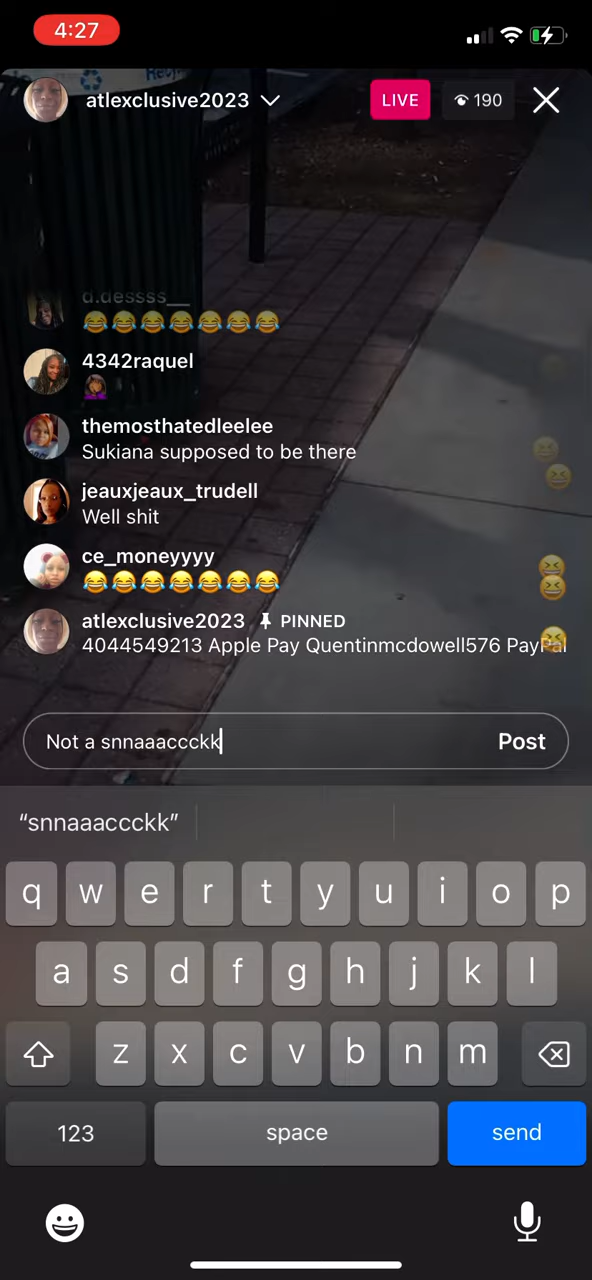 4:27
atlexclusive2023
LIVE
190
d.dessss__
😂😂😂😂😂😂😂
4342raquel
themosthatedleelee
Sukiana supposed to be there
jeauxjeaux_trudell
Well shit
ce_moneyyyy
😂😂😂😂😂😂😂
atlexclusive2023 PINNED
4044549213 Apple Pay Quentinmcdowell576 PayPal
Not a snnaaaccckk
Post
“snnaaaccckk”
q w e r t y u i o p
a s d f g h j k l
z x c v b n m
123 space send